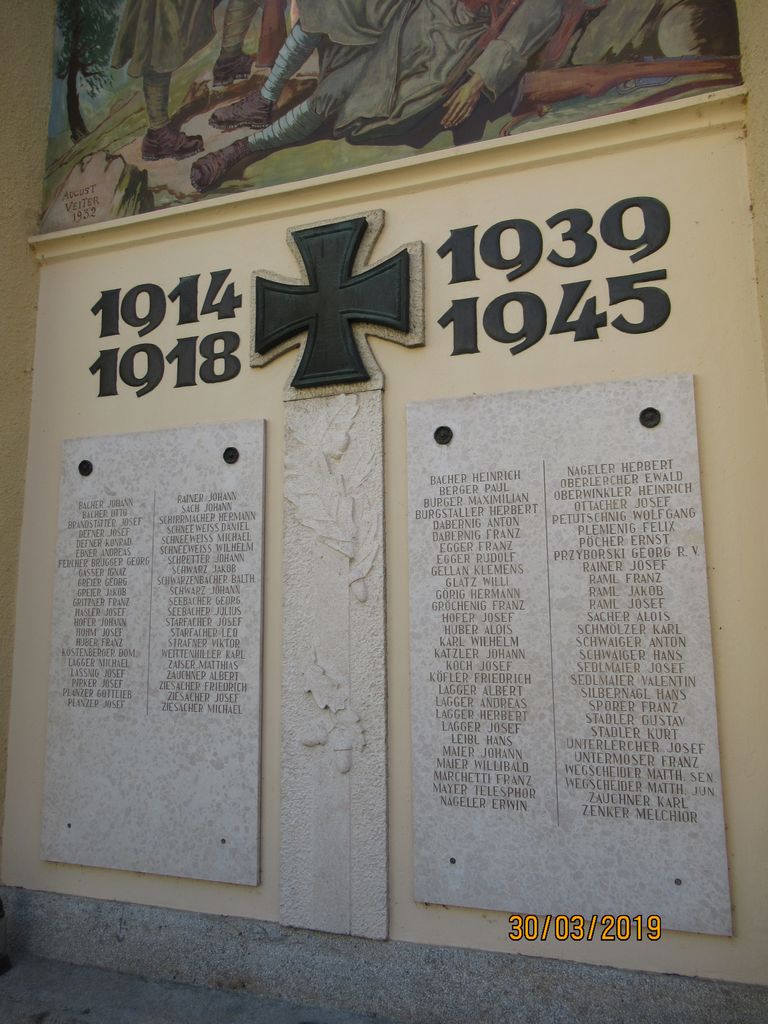 AUGUST
VEITER
1932
1914
1918
1939
1945
BACHER JOHANN
BACHER OTTO
BRANDSTÄTTER JOSEF
DEFNER JOSEF
DEFNER KONRAD
EBNER ANDREAS
FERCHER BRUGGER GEORG
GASSER IGNAZ
GREIER GEORG
GREIER JAKOB
GRITZNER FRANZ
HASLER JOSEF
HOFER JOHANN
HOHM JOSEF
HUBER FRANZ
KOSTENBERGER DOM.
LAGGER MICHAEL
LASSNIG JOSEF
PIRKER JOSEF
PLANZER GOTTLIEB
PLANZER JOSEF
RAINER JOHANN
SACH JOHANN
SCHIRRMACHER HERMANN
SCHNEEWEISS DANIEL
SCHNEEWEISS MICHAEL
SCHNEEWEISS WILHELM
SCHRETTER JOHANN
SCHWARZ JAKOB
SCHWARZENBACHER BALTH.
SCHWARZ JOHANN
SEEBACHER GEORG
SEEBACHER JULIUS
STARFACHER JOSEF
STARFACHER LEO
STRAFNER VIKTOR
WEITTENHILLER KARL
ZAISER MATTHIAS
ZAUCHNER ALBERT
ZIESACHER FRIEDRICH
ZIESACHER JOSEF
ZIESACHER MICHAEL
BACHER HEINRICH
BERGER PAUL
BURGER MAXIMILIAN
BURGSTALLER HERBERT
DABERNIG ANTON
DABERNIG FRANZ
EGGER FRANZ
EGGER RUDOLF
GELLAN KLEMENS
GLATZ WILLI
GÖRIG HERMANN
GRÖCHENIG FRANZ
HOFER JOSEF
HUBER ALOIS
KARL WILHELM
KATZLER JOHANN
KOCH JOSEF
KÖFLER FRIEDRICH
LAGGER ALBERT
LAGGER ANDREAS
LAGGER HERBERT
LAGGER JOSEF
LEIBL HANS
MAIER JOHANN
MAIER WILLIBALD
MARCHETTI FRANZ
MAYER TELESPHOR
NAGELER ERWIN
NAGELER HERBERT
OBERLERCHER EWALD
OBERWINKLER HEINRICH
OTTACHER JOSEF
PETUTSCHNIG WOLFGANG
PLEMENIG FELIX
PÖCHER ERNST
PRZYBORSKI GEORG R. V.
RAINER JOSEF
RAML FRANZ
RAML JAKOB
RAML JOSEF
SACHER ALOIS
SCHMÖLZER KARL
SCHWAIGER ANTON
SCHWAIGER HANS
SEDLMAIER JOSEF
SEDLMAIER VALENTIN
SILBERNAGL HANS
SPORER FRANZ
STADLER GUSTAV
STADLER KURT
UNTERLERCHER JOSEF
UNTERMOSER FRANZ
WEGSCHEIDER MATTH. SEN.
WEGSCHEIDER MATTH. JUN.
ZAUCHNER KARL
ZENKER MELCHIOR
30/03/2019